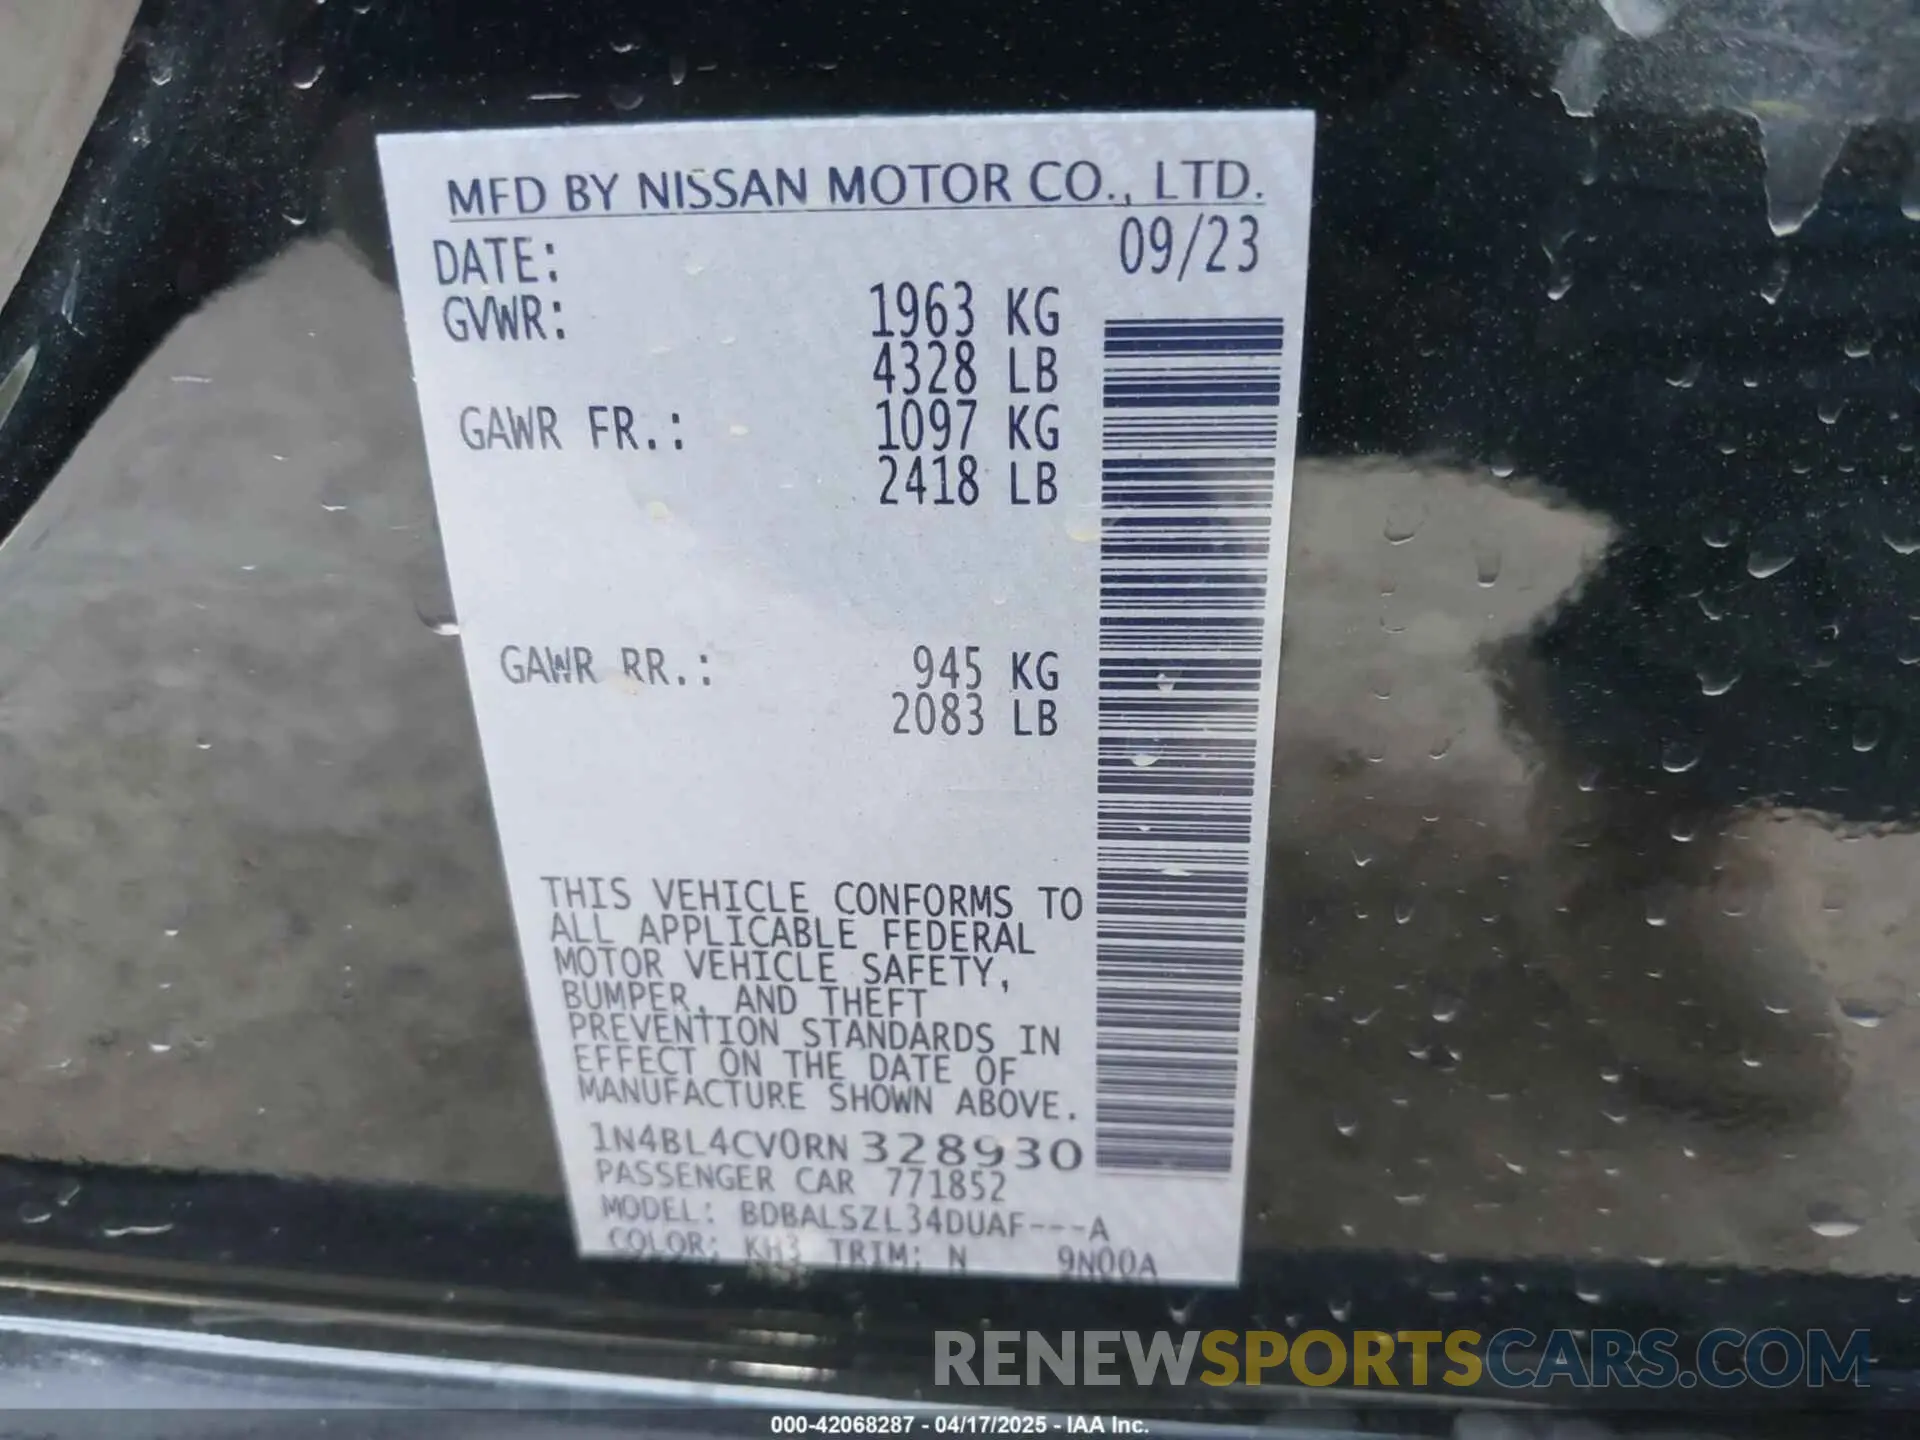 MFD BY NISSAN MOTOR CO., LTD.
DATE: 09/23
GVWR: 1963 KG
4328 LB
GAWR FR.: 1097 KG
2418 LB
GAWR RR.: 945 KG
2083 LB
THIS VEHICLE CONFORMS TO
ALL APPLICABLE FEDERAL
MOTOR VEHICLE SAFETY,
BUMPER, AND THEFT
PREVENTION STANDARDS IN
EFFECT ON THE DATE OF
MANUFACTURE SHOWN ABOVE.
1N4BL4CV0RN 328930
PASSENGER CAR 771852
MODEL: BDBALSZL34DUAF---A
COLOR: KH3 TRIM: N 9N00A
RENEWSPORTSCARS.COM
000-42068287 - 04/17/2025 - IAA Inc.